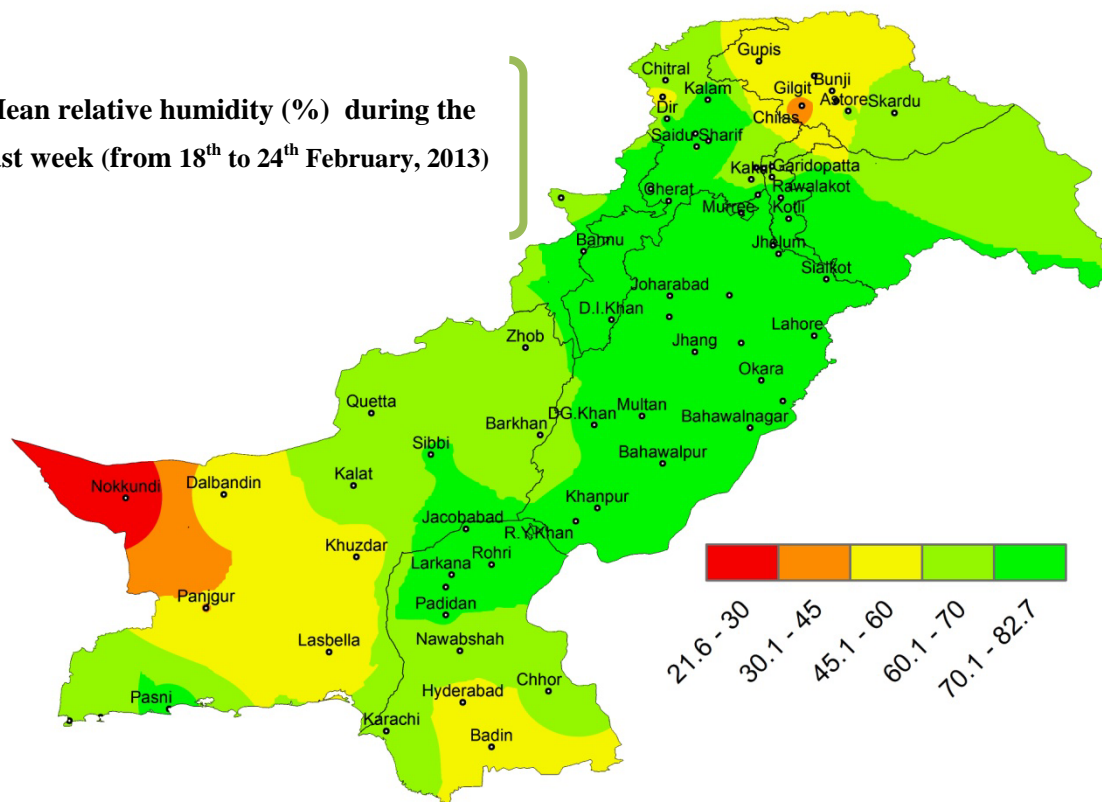 Mean relative humidity (%) during the
ast week (from 18th to 24th February, 2013)
Gupis
Chitral
Bunji
Kalam
Gilgit
Dir
Astore
Skardu
Chilas
Saidu Sharif
Garidopatta
Cherat
Rawalakot
Murree
Kotli
Bannu
Jhelum
Sialkot
Joharabad
D.I.Khan
Lahore
Zhob
Jhang
Okara
Quetta
DG.Khan
Multan
Bahawalnagar
Barkhan
Sibbi
Bahawalpur
Nokkundi
Dalbandin
Kalat
Khanpur
Jacobabad
R.Y.Khan
Khuzdar
Larkana
Rohri
Panjgur
Padidan
Lasbella
Nawabshah
Pasni
Hyderabad
Chhor
Karachi
Badin
21.6 - 30
30.1 - 45
45.1 - 60
60.1 - 70
70.1 - 82.7